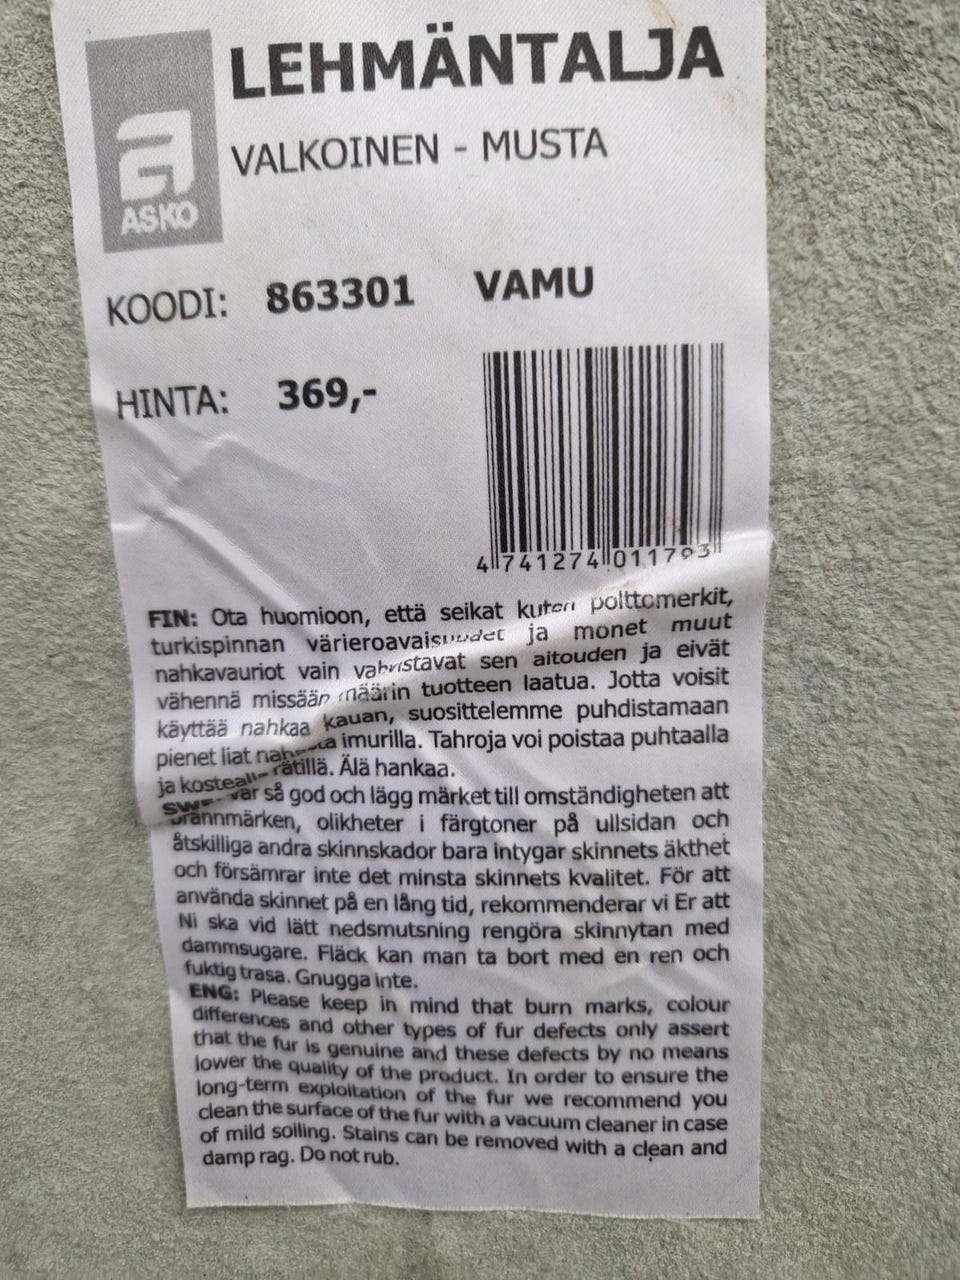 LEHMÄNTALJA
VALKOINEN - MUSTA
a
ASKO
KOODI: 863301 VAMU
HINTA: 369,-
4 741274 011793
FIN: Ota huomioon, että seikat kuten polttomerkit,
turkispinnan värieroavaisuudet ja monet muut
nahkavauriot vain vahvistavat sen aitouden ja eivät
vähennä missään määrin tuotteen laatua. Jotta voisit
käyttää nahkaa kauan, suosittelemme puhdistamaan
pienet liat nahasta imurilla. Tahroja voi poistaa puhtaalla
ja kostealla rätillä. Älä hankaa.
SWE: Var så god och lägg märket till omständigheten att
brännmärken, olikheter i färgtoner på ullsidan och
åtskilliga andra skinnskador bara intygar skinnets äkthet
och försämrar inte det minsta skinnets kvalitet. För att
använda skinnet på en lång tid, rekommenderar vi Er att
Ni ska vid lätt nedsmutsning rengöra skinnytan med
dammsugare. Fläck kan man ta bort med en ren och
fuktig trasa. Gnugga inte.
ENG: Please keep in mind that burn marks, colour
differences and other types of fur defects only assert
that the fur is genuine and these defects by no means
lower the quality of the product. In order to ensure the
long-term exploitation of the fur we recommend you
clean the surface of the fur with a vacuum cleaner in case
of mild soiling. Stains can be removed with a clean and
damp rag. Do not rub.